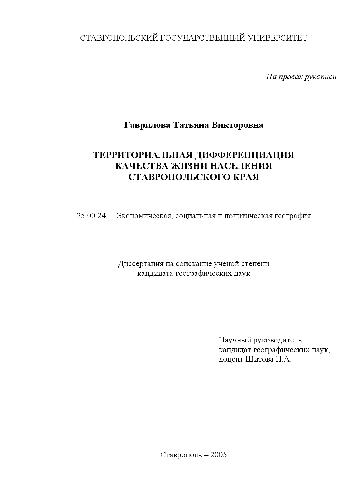 СТАВРОПОЛЬСКИЙ ГОСУДАРСТВЕННЫЙ УНИВЕРСИТЕТ
На правах рукописи
Гаврилова Татьяна Викторовна
ТЕРРИТОРИАЛЬНАЯ ДИФФЕРЕНЦИАЦИЯ
КАЧЕСТВА ЖИЗНИ НАСЕЛЕНИЯ
СТАВРОПОЛЬСКОГО КРАЯ
25.00.24 – Экономическая, социальная и политическая география
Диссертация на соискание ученой степени
кандидата географических наук
Научный руководитель
кандидат географических наук,
доцент
Ставрополь –